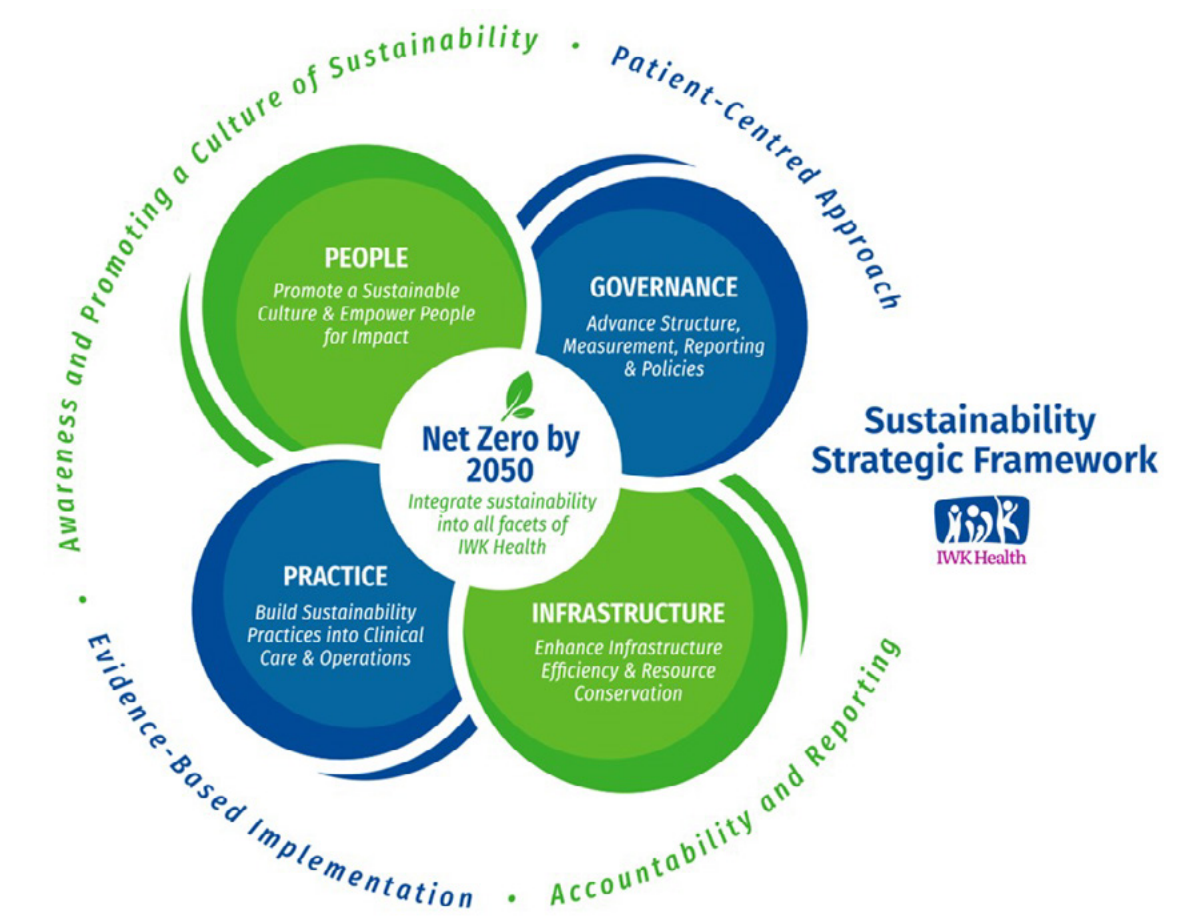 Awareness and Promoting a Culture of Sustainability
•
Patient-Centred Approach
PEOPLE
Promote a Sustainable
Culture & Empower People
for Impact
GOVERNANCE
Advance Structure,
Measurement, Reporting
& Policies
Net Zero by
2050
Integrate sustainability
into all facets of
IWK Health
Sustainability
Strategic Framework
IWK
IWK Health
PRACTICE
Build Sustainability
Practices into Clinical
Care & Operations
INFRASTRUCTURE
Enhance Infrastructure
Efficiency & Resource
Conservation
•
Evidence-Based Implementation
•
Accountability and Reporting